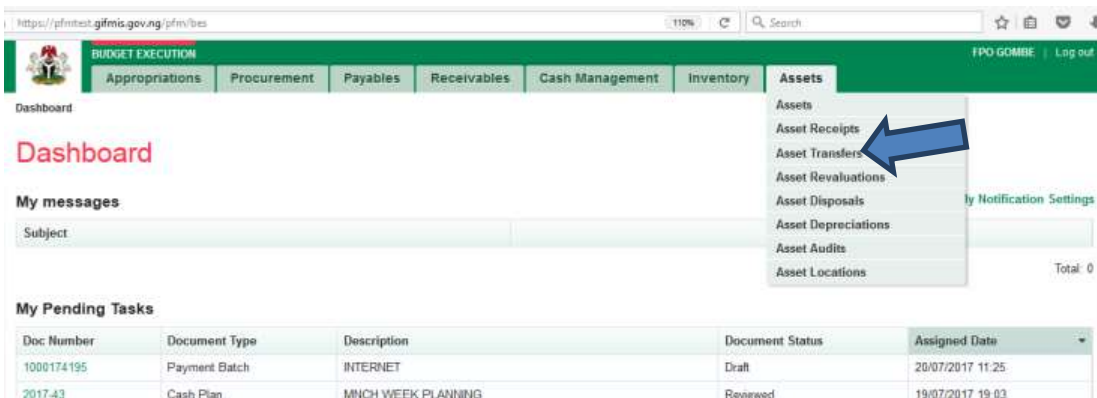 https://pfmtest.gifmis.gov.ng/pfm/bes 110% Search
BUDGET EXECUTION FPO GOMBE | Log out
Appropriations Procurement Payables Receivables Cash Management Inventory Assets
Dashboard
Assets
Asset Receipts
Asset Transfers
Asset Revaluations
Asset Disposals
Asset Depreciations
Asset Audits
Asset Locations
Dashboard
My messages
Notification Settings
Subject
Total: 0
My Pending Tasks
Doc Number Document Type Description Document Status Assigned Date
1000174195 Payment Batch INTERNET Draft 20/07/2017 11:25
2017-43 Cash Plan MNCH WEEK PLANNING Reviewed 19/07/2017 19:03